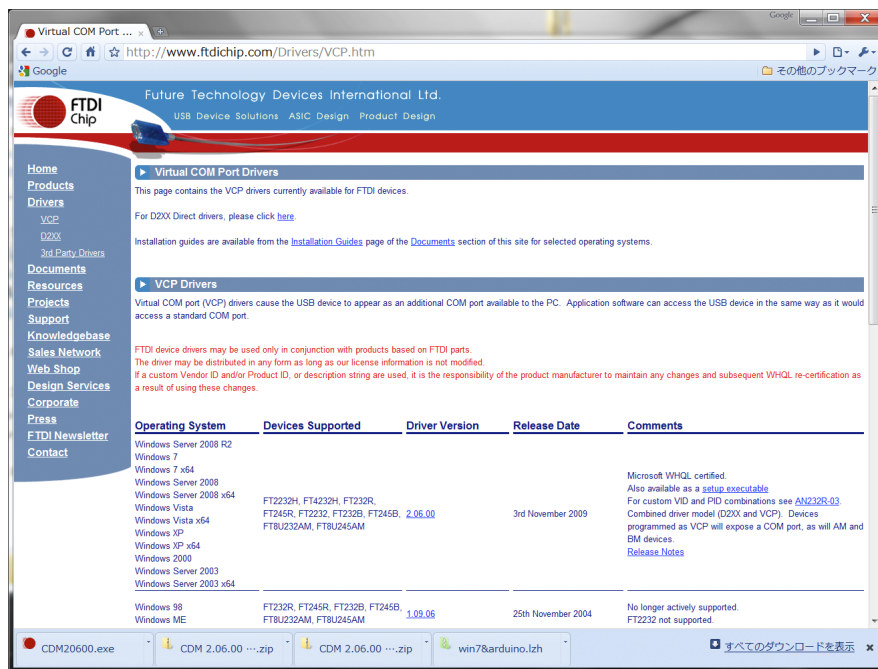 Google
Virtual COM Port ...
http://www.ftdichip.com/Drivers/VCP.htm
Google
その他のブックマーク
FTDI
Chip
Future Technology Devices International Ltd.
USB Device Solutions ASIC Design Product Design
Home
Products
Drivers
VCP
D2XX
3rd Party Drivers
Documents
Resources
Projects
Support
Knowledgebase
Sales Network
Web Shop
Design Services
Corporate
Press
FTDI Newsletter
Contact
Virtual COM Port Drivers
This page contains the VCP drivers currently available for FTDI devices.
For D2XX Direct drivers, please click here.
Installation guides are available from the Installation Guides page of the Documents section of this site for selected operating systems.
VCP Drivers
Virtual COM port (VCP) drivers cause the USB device to appear as an additional COM port available to the PC. Application software can access the USB device in the same way as it would
access a standard COM port.
FTDI device drivers may be used only in conjunction with products based on FTDI parts.
The driver may be distributed in any form as long as our license information is not modified.
If a custom Vendor ID and/or Product ID, or description string are used, it is the responsibility of the product manufacturer to maintain any changes and subsequent WHQL re-certification as
a result of using these changes.
Operating System Devices Supported Driver Version Release Date Comments
Windows Server 2008 R2
Windows 7
Windows 7 x64
Windows Server 2008
Windows Server 2008 x64
Windows Vista
Windows Vista x64
Windows XP
Windows XP x64
Windows 2000
Windows Server 2003
Windows Server 2003 x64
FT2232H, FT4232H, FT232R,
FT245R, FT2232, FT232B, FT245B,
FT8U232AM, FT8U245AM
2.06.00
3rd November 2009
Microsoft WHQL certified.
Also available as a setup executable
For custom VID and PID combinations see AN232R-03.
Combined driver model (D2XX and VCP). Devices
programmed as VCP will expose a COM port, as will AM and
BM devices.
Release Notes
Windows 98
Windows ME
FT232R, FT245R, FT232B, FT245B,
FT8U232AM, FT8U245AM
1.09.06
25th November 2004
No longer actively supported.
FT2232 not supported.
CDM20600.exe
CDM 2.06.00 ….zip
CDM 2.06.00 ….zip
win7&arduino.lzh
すべてのダウンロードを表示